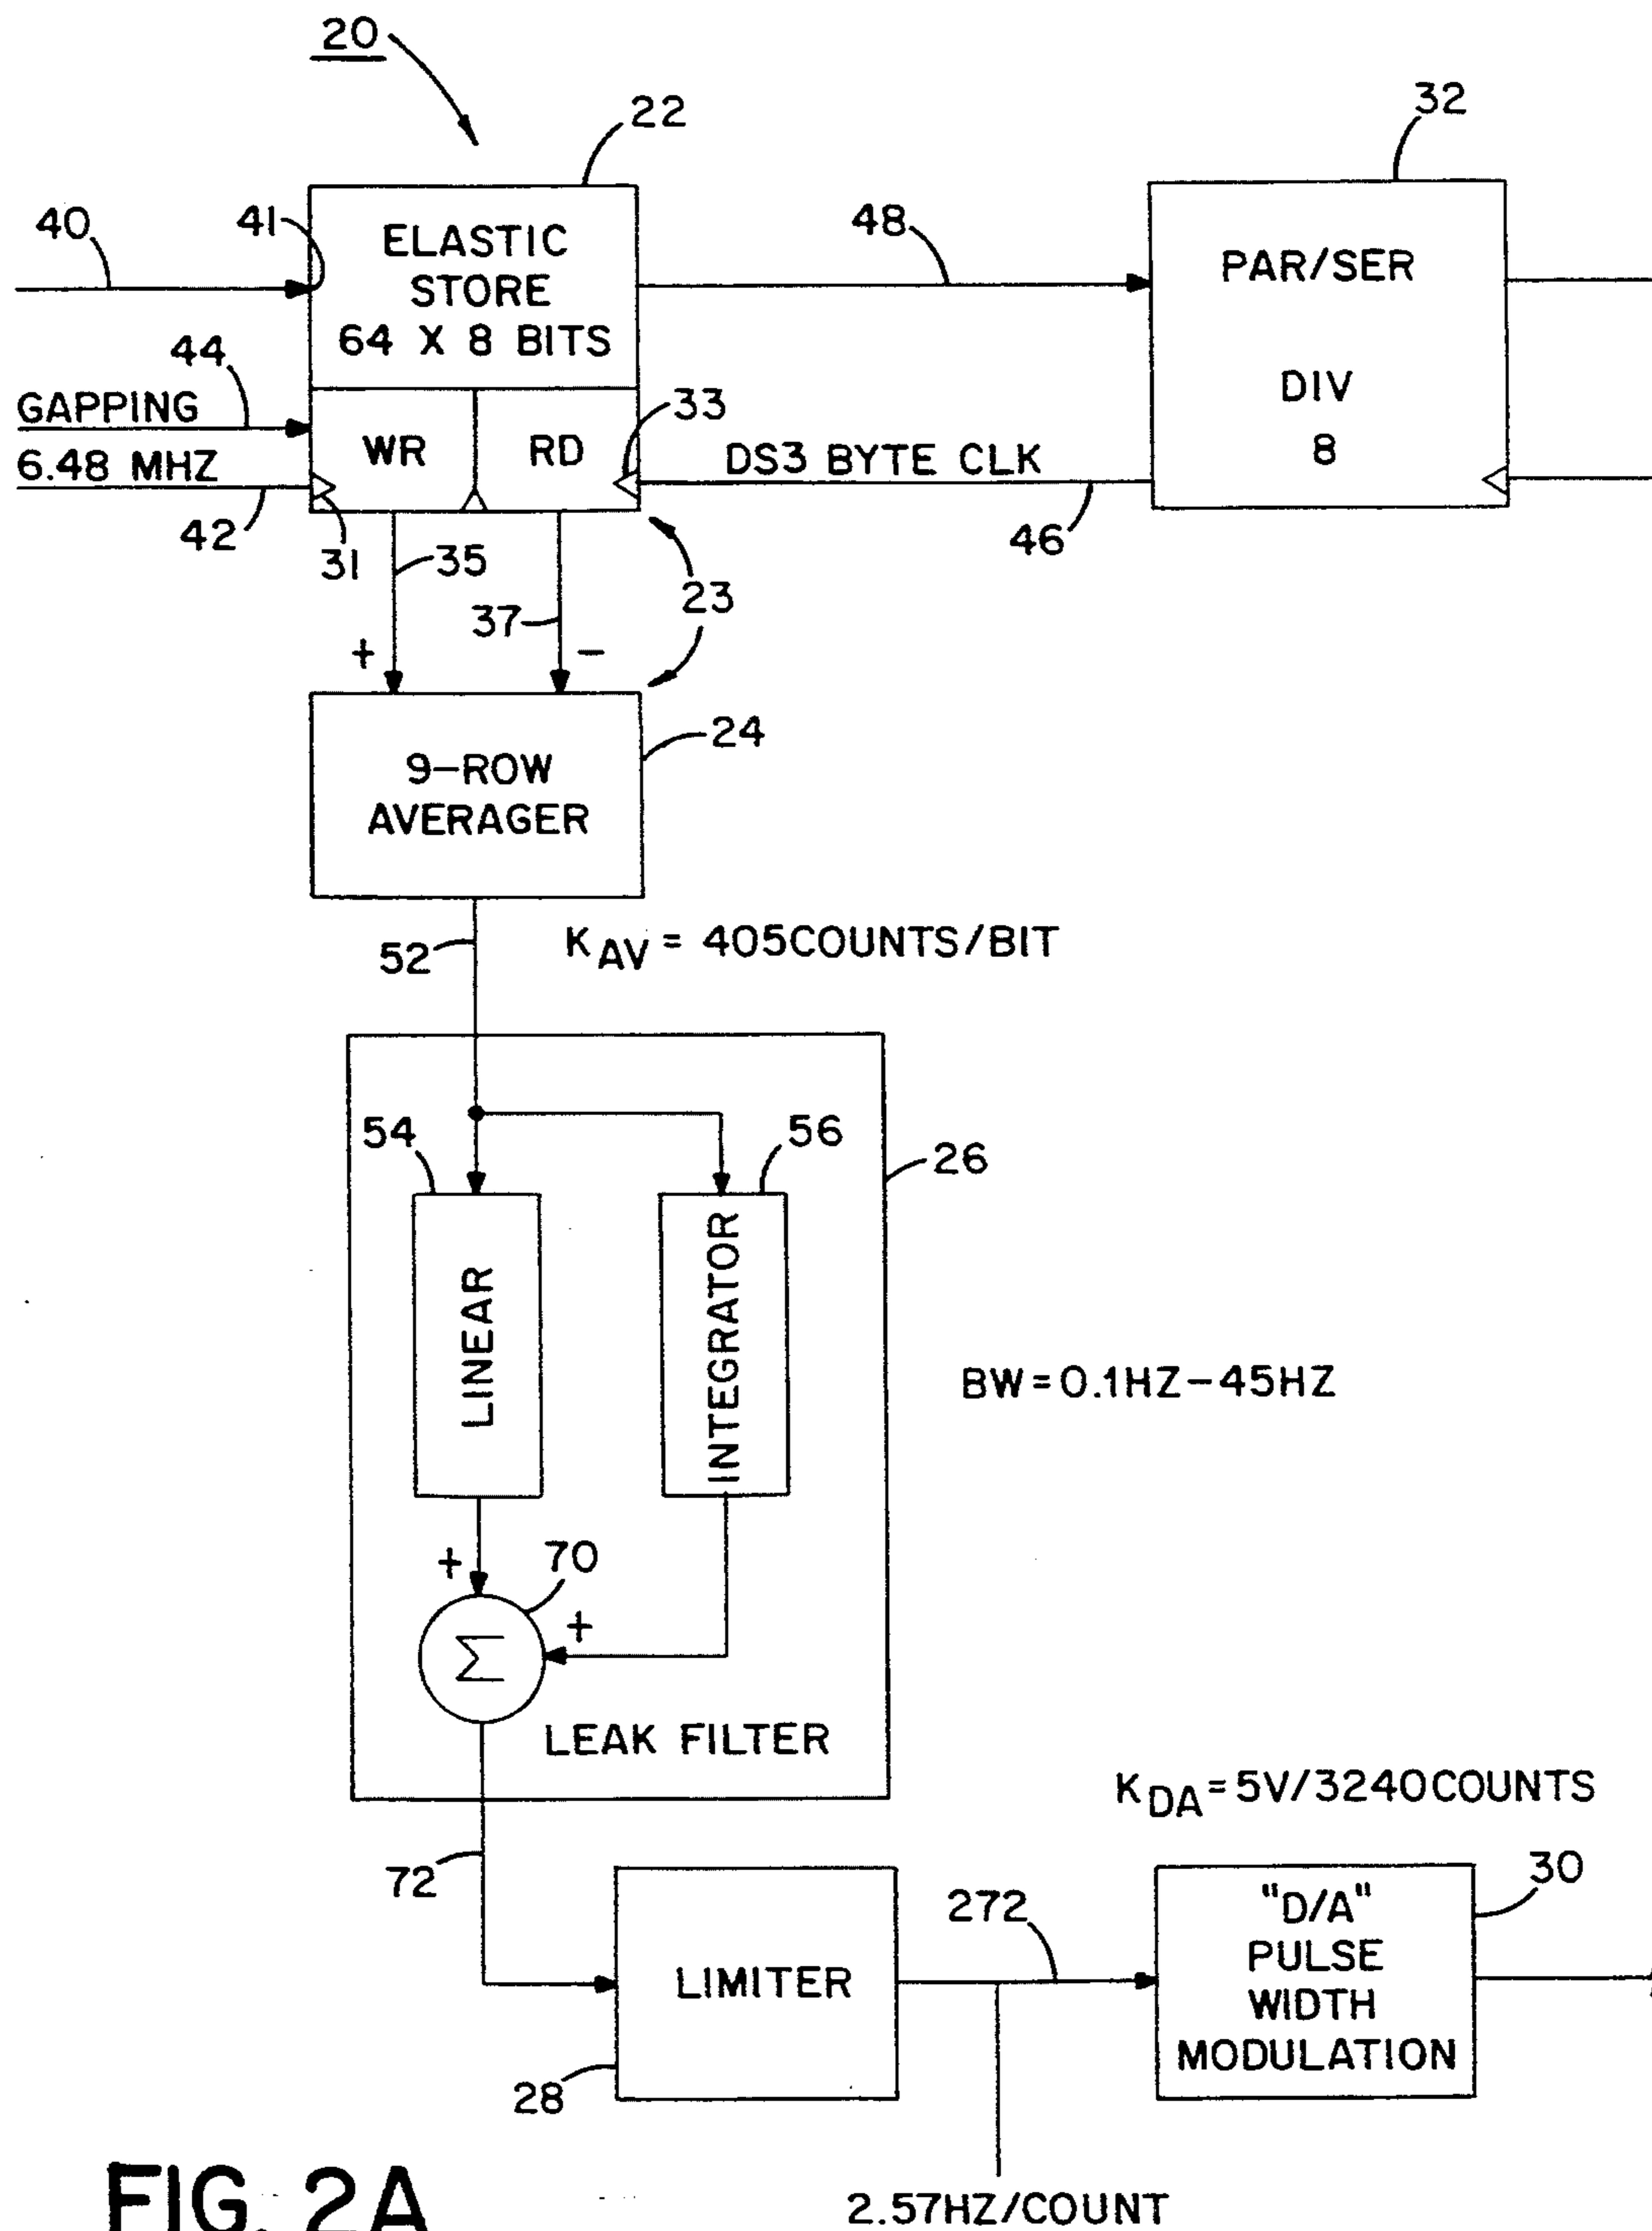 20
22
32
40
41
ELASTIC
STORE
64 X 8 BITS
48
PAR/SER
DIV
8
44
GAPPING
6.48 MHZ
42
31
WR
RD
33
DS3 BYTE CLK
46
35
37
23
+
−
9-ROW
AVERAGER
24
52
K AV = 405COUNTS/BIT
54
56
26
LINEAR
INTEGRATOR
BW=0.1HZ-45HZ
+
70
+
Σ
LEAK FILTER
K DA = 5V/3240COUNTS
72
LIMITER
28
272
"D/A"
PULSE
WIDTH
MODULATION
30
2.57HZ/COUNT
FIG. 2A